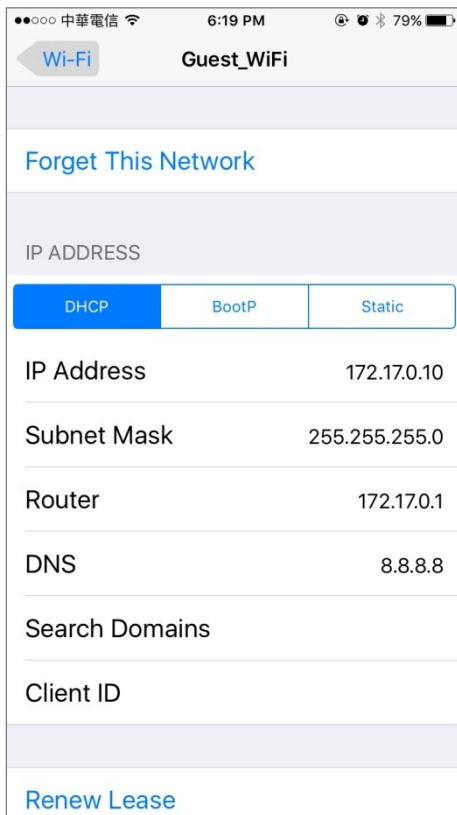 中華電信 6:19 PM 79%
Wi-Fi Guest_WiFi
Forget This Network
IP ADDRESS
DHCP BootP Static
IP Address 172.17.0.10
Subnet Mask 255.255.255.0
Router 172.17.0.1
DNS 8.8.8.8
Search Domains
Client ID
Renew Lease